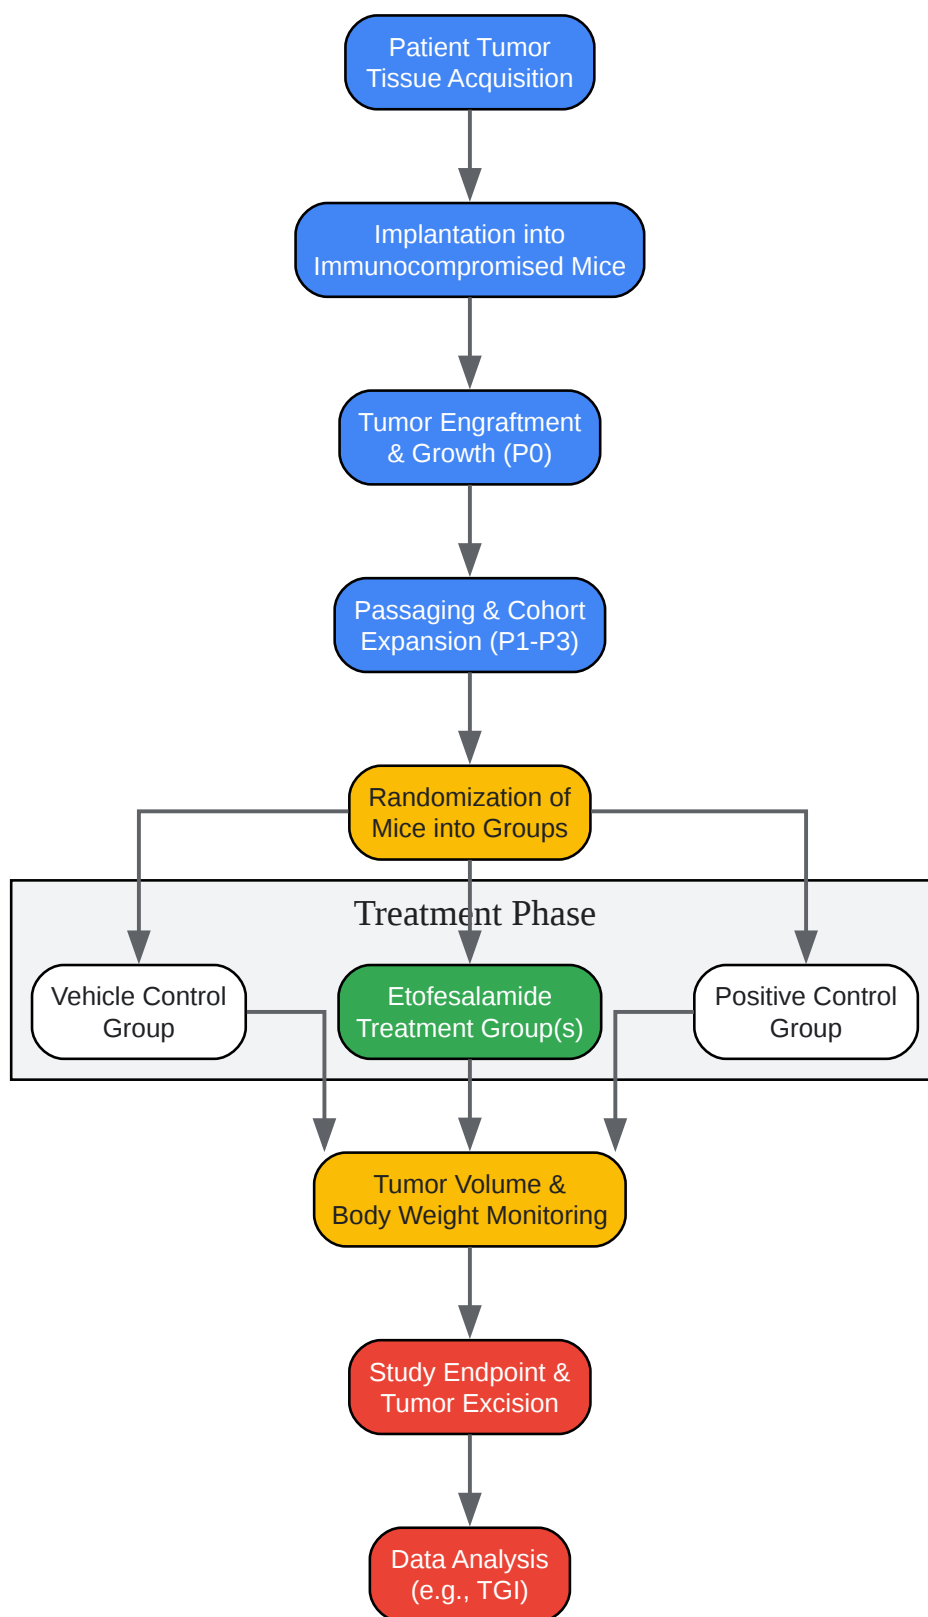 Patient Tumor
Tissue Acquisition
Implantation into
Immunocompromised Mice
Tumor Engraftment
& Growth (P0)
Passaging & Cohort
Expansion (P1-P3)
Randomization of
Mice into Groups
Treatment Phase
Vehicle Control
Group
Etofesalamide
Treatment Group(s)
Positive Control
Group
Tumor Volume &
Body Weight Monitoring
Study Endpoint &
Tumor Excision
Data Analysis
(e.g., TGI)